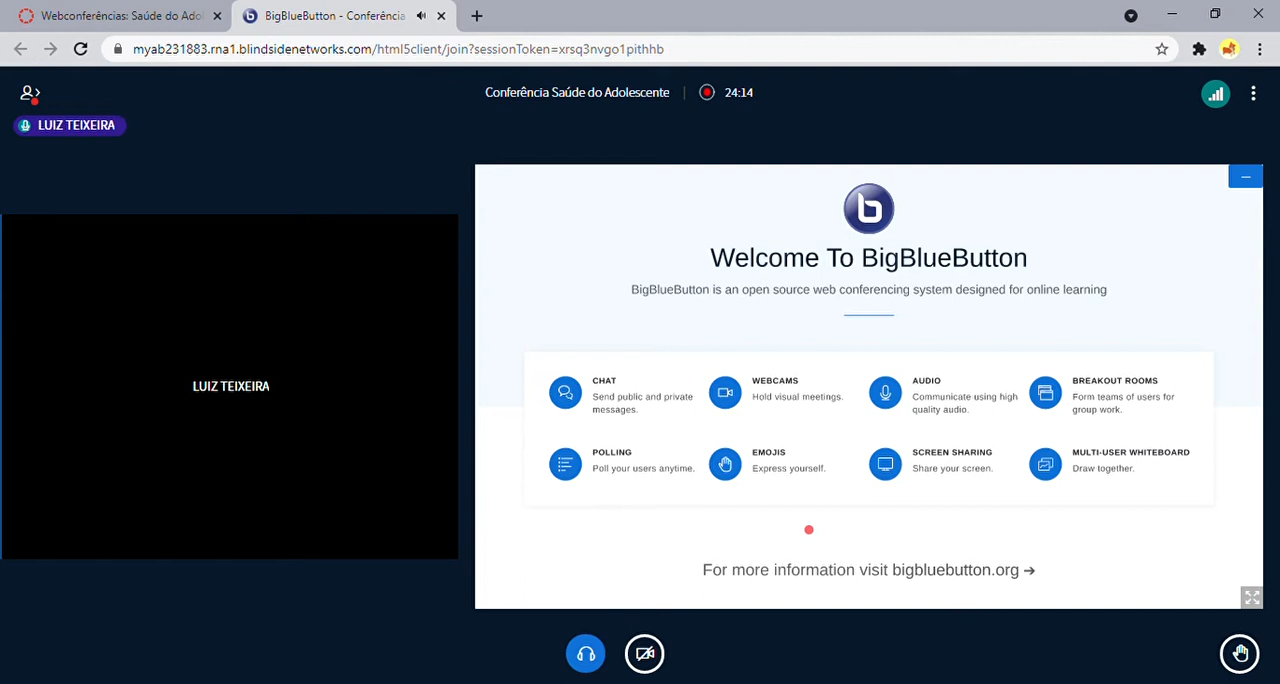 Webconferências: Saúde do Adol
BigBlueButton - Conferência
myab231883.rna1.blindsidenetworks.com/html5client/join?sessionToken=xrsq3nvgo1pithhb
Conferência Saúde do Adolescente | 24:14
LUIZ TEIXEIRA
LUIZ TEIXEIRA
Welcome To BigBlueButton
BigBlueButton is an open source web conferencing system designed for online learning
CHAT
Send public and private
messages.
WEBCAMS
Hold visual meetings.
AUDIO
Communicate using high
quality audio.
BREAKOUT ROOMS
Form teams of users for
group work.
POLLING
Poll your users anytime.
EMOJIS
Express yourself.
SCREEN SHARING
Share your screen.
MULTI-USER WHITEBOARD
Draw together.
For more information visit bigbluebutton.org →